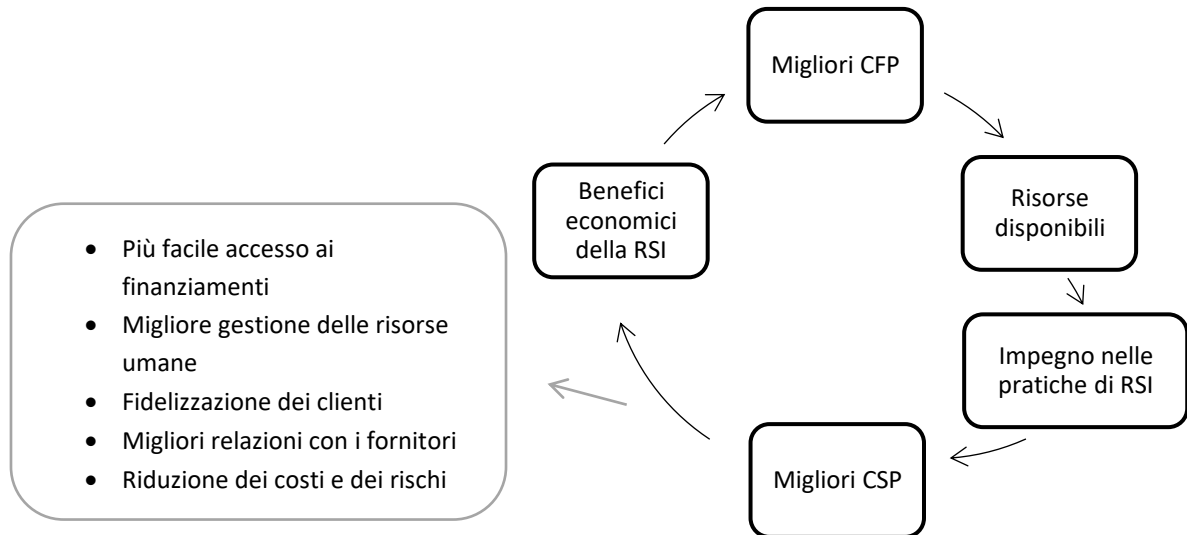 Migliori CFP
Risorse
disponibili
Impegno nelle
pratiche di RSI
Migliori CSP
Benefici
economici
della RSI
• Più facile accesso ai
finanziamenti
• Migliore gestione delle risorse
umane
• Fidelizzazione dei clienti
• Migliori relazioni con i fornitori
• Riduzione dei costi e dei rischi